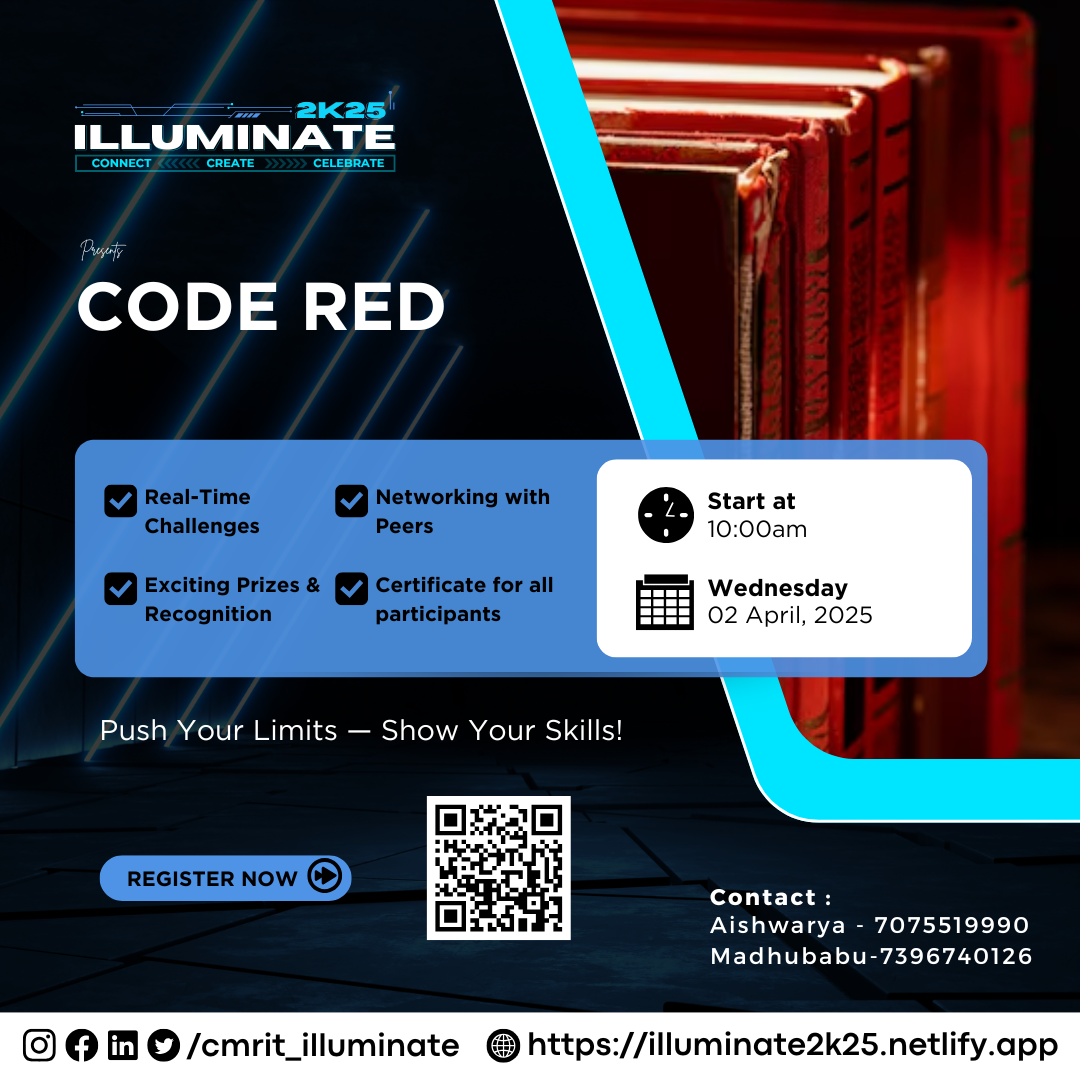 2K25
ILLUMINATE
CONNECT <<<<< CREATE >>>>> CELEBRATE
Presents
CODE RED
Real-Time
Challenges
Networking with
Peers
Exciting Prizes &
Recognition
Certificate for all
participants
Start at
10:00am
Wednesday
02 April, 2025
Push Your Limits — Show Your Skills!
REGISTER NOW
Contact :
Aishwarya - 7075519990
Madhubabu-7396740126
/cmrit_illuminate
https://illuminate2k25.netlify.app